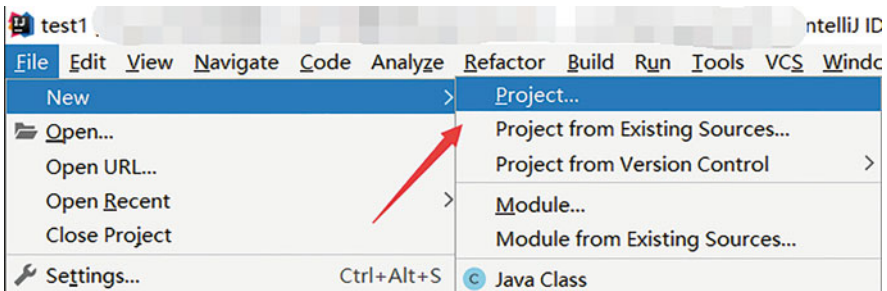 test1
ntelliJ ID
File Edit View Navigate Code Analyze Refactor Build Run Tools VCS Windo
New
Open...
Open URL...
Open Recent
Close Project
Settings... Ctrl+Alt+S
Project...
Project from Existing Sources...
Project from Version Control
Module...
Module from Existing Sources...
Java Class